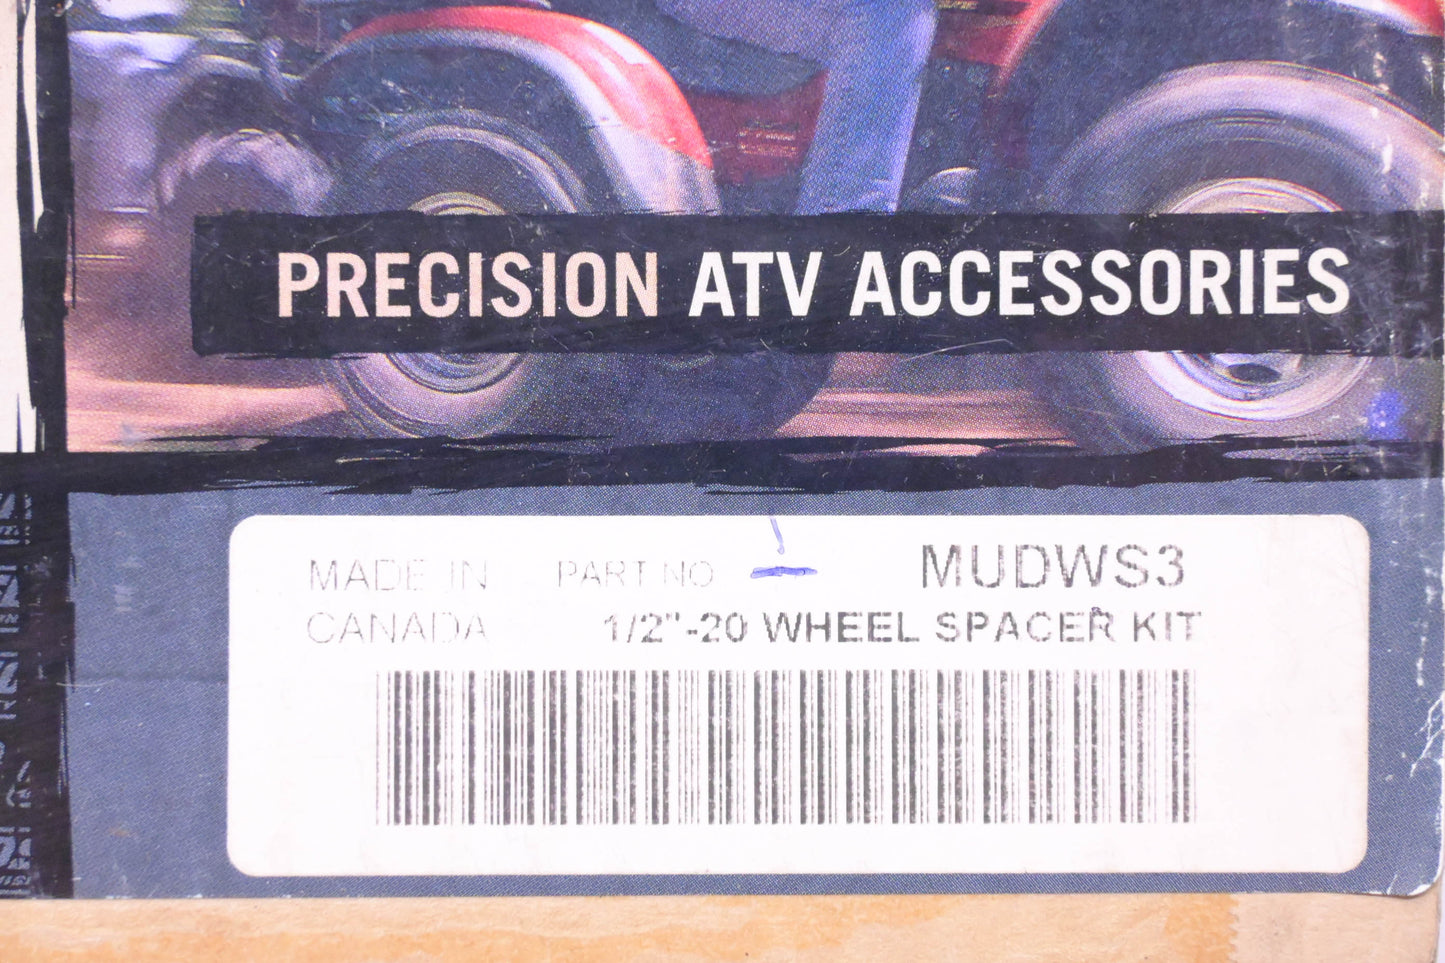 PRECISION ATV ACCESSORIES
MADE IN CANADA
PART NO MUDWS3
1/2"-20 WHEEL SPACER KIT